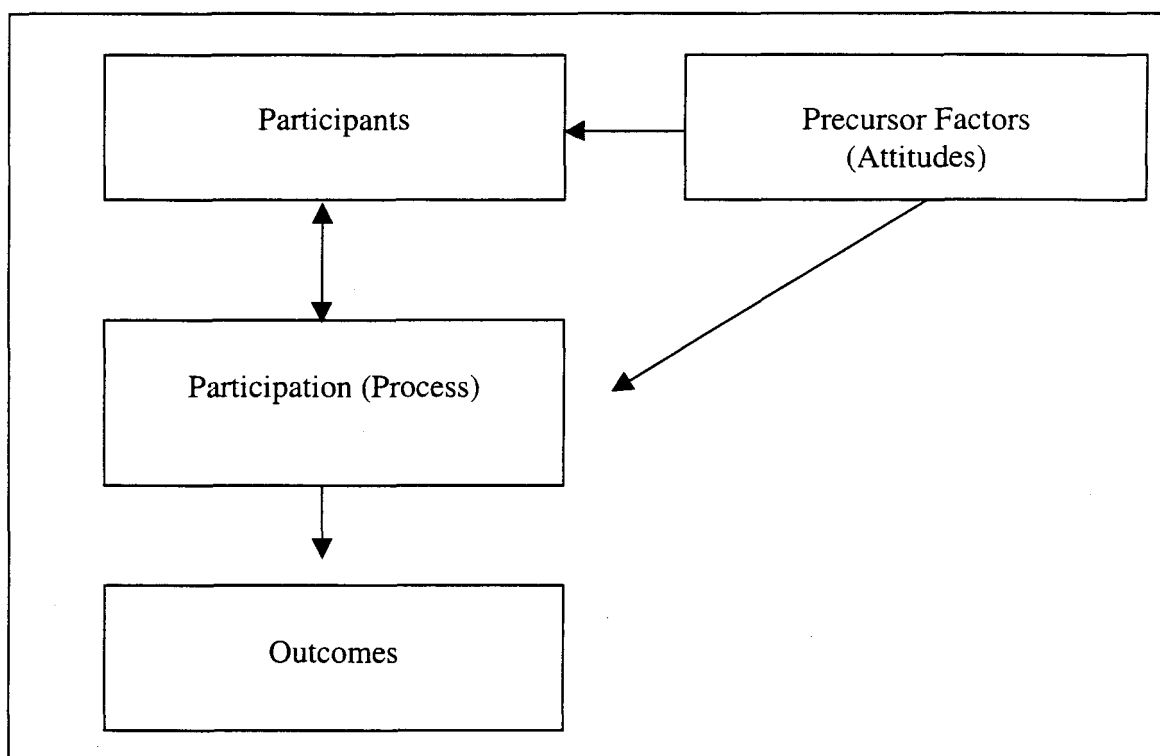 Participants
Precursor Factors
(Attitudes)
Participation (Process)
Outcomes